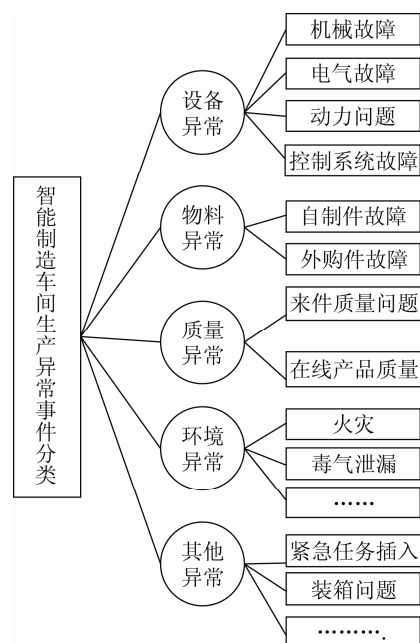 智能制造车间生产异常事件分类
设备
异常
机械故障
电气故障
动力问题
控制系统故障
物料
异常
自制件故障
外购件故障
质量
异常
来件质量问题
在线产品质量
环境
异常
火灾
毒气泄漏
……
其他
异常
紧急任务插入
装箱问题
……….